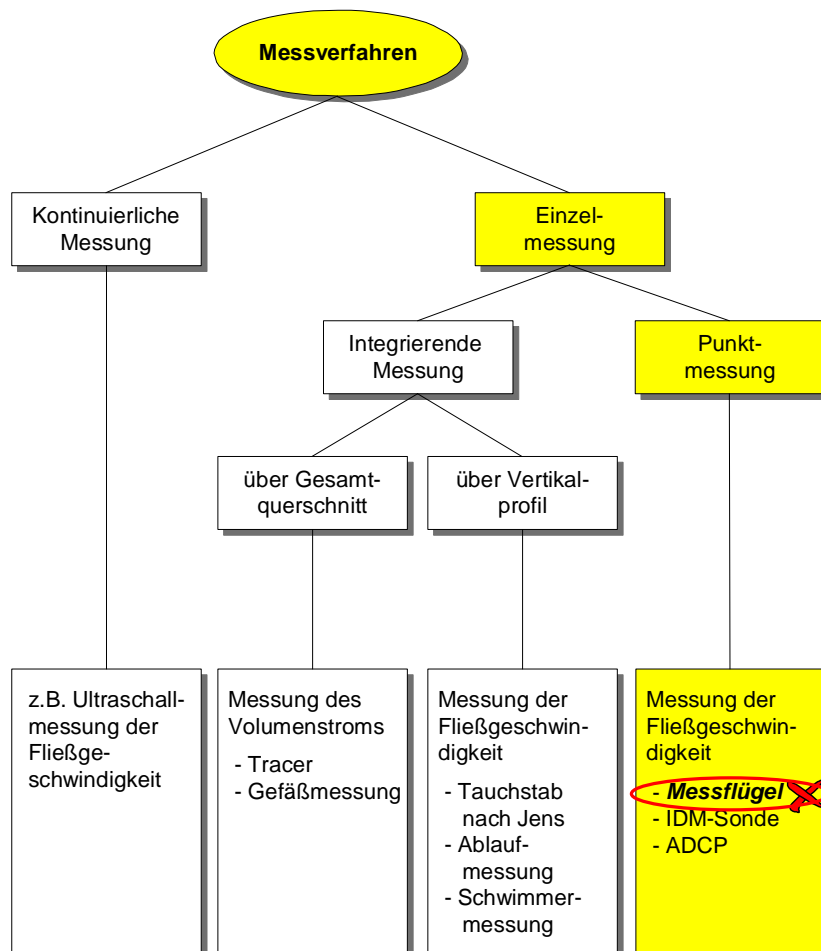 Messverfahren
Kontinuierliche
Messung
Einzel-
messung
Integrierende
Messung
Punkt-
messung
über Gesamt-
querschnitt
über Vertikal-
profil
z.B. Ultraschall-
messung der
Fließge-
schwindigkeit
Messung des
Volumenstroms
- Tracer
- Gefäßmessung
Messung der
Fließgeschwin-
digkeit
- Tauchstab
nach Jens
- Ablauf-
messung
- Schwimmer-
messung
Messung der
Fließgeschwin-
digkeit
- Messflügel
- IDM-Sonde
- ADCP